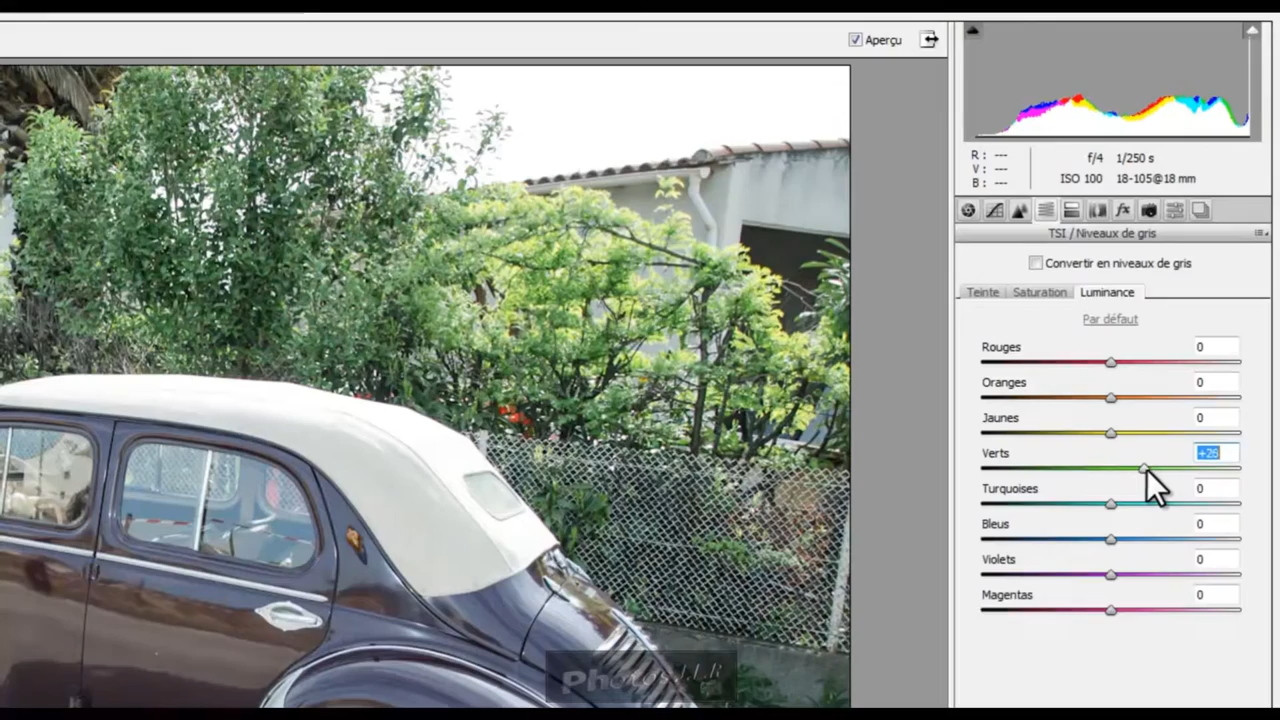 Aperçu
R : ---
V : ---
B : ---
f/4 1/250 s
ISO 100 18-105@18 mm
fx
TSI / Niveaux de gris
Convertir en niveaux de gris
Teinte Saturation Luminance
Par défaut
Rouges 0
Oranges 0
Jaunes 0
Verts +26
Turquoises 0
Bleus 0
Violets 0
Magentas 0
Photos J.L.R